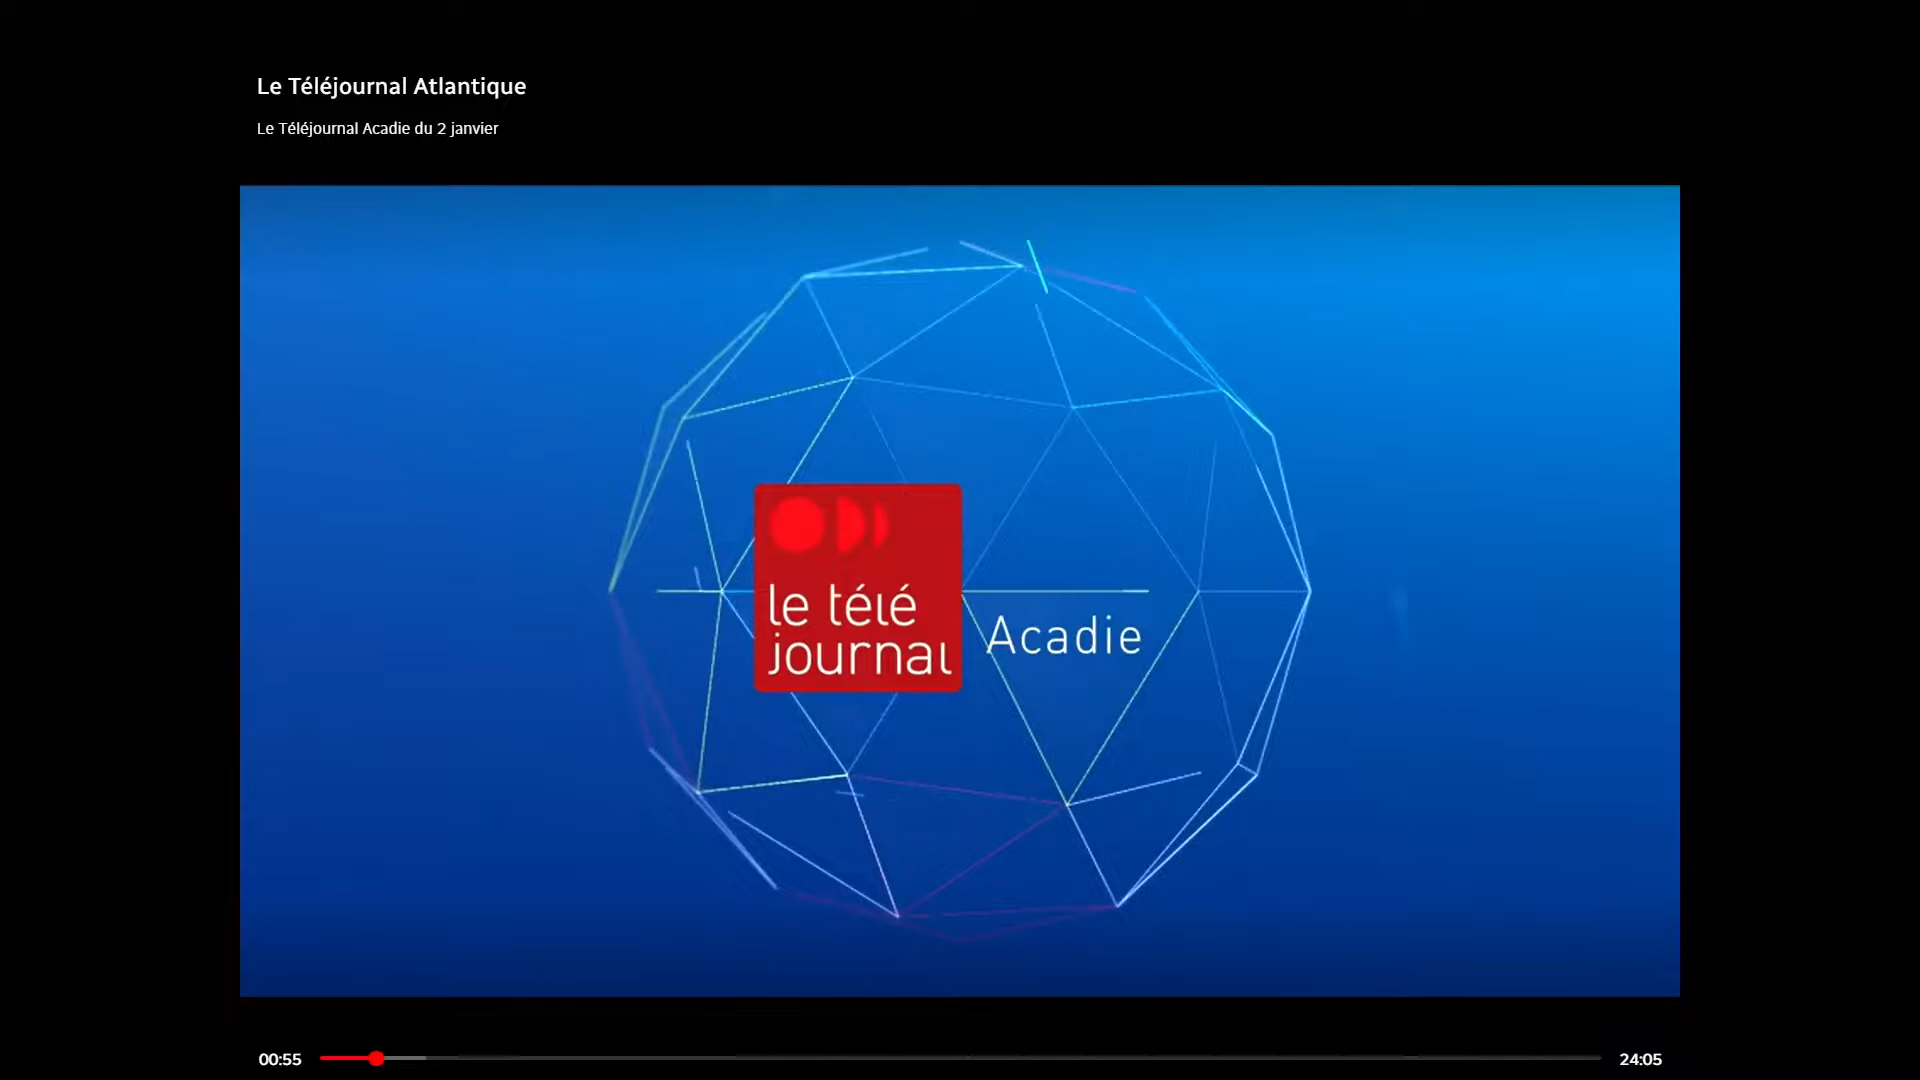 Le Téléjournal Atlantique
Le Téléjournal Acadie du 2 janvier
le télé
journal
Acadie
00:55
24:05